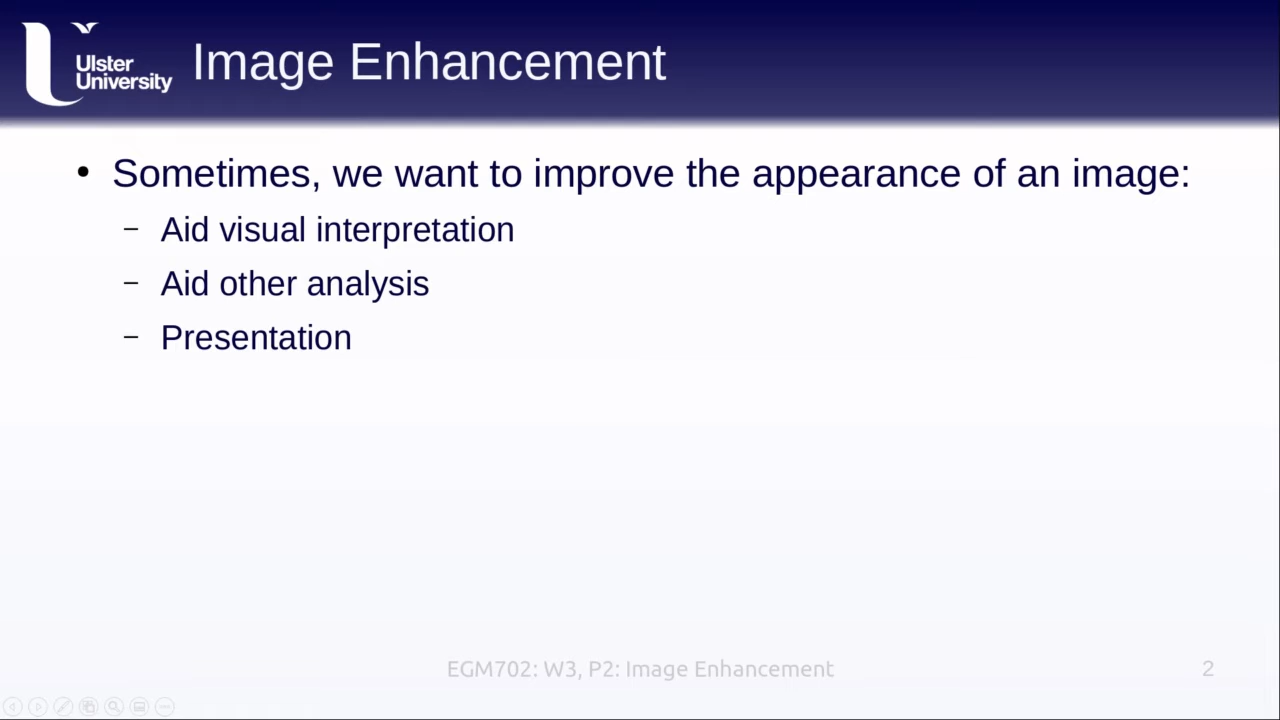 Ulster
University
Image Enhancement
• Sometimes, we want to improve the appearance of an image:
– Aid visual interpretation
– Aid other analysis
– Presentation
EGM702: W3, P2: Image Enhancement
2